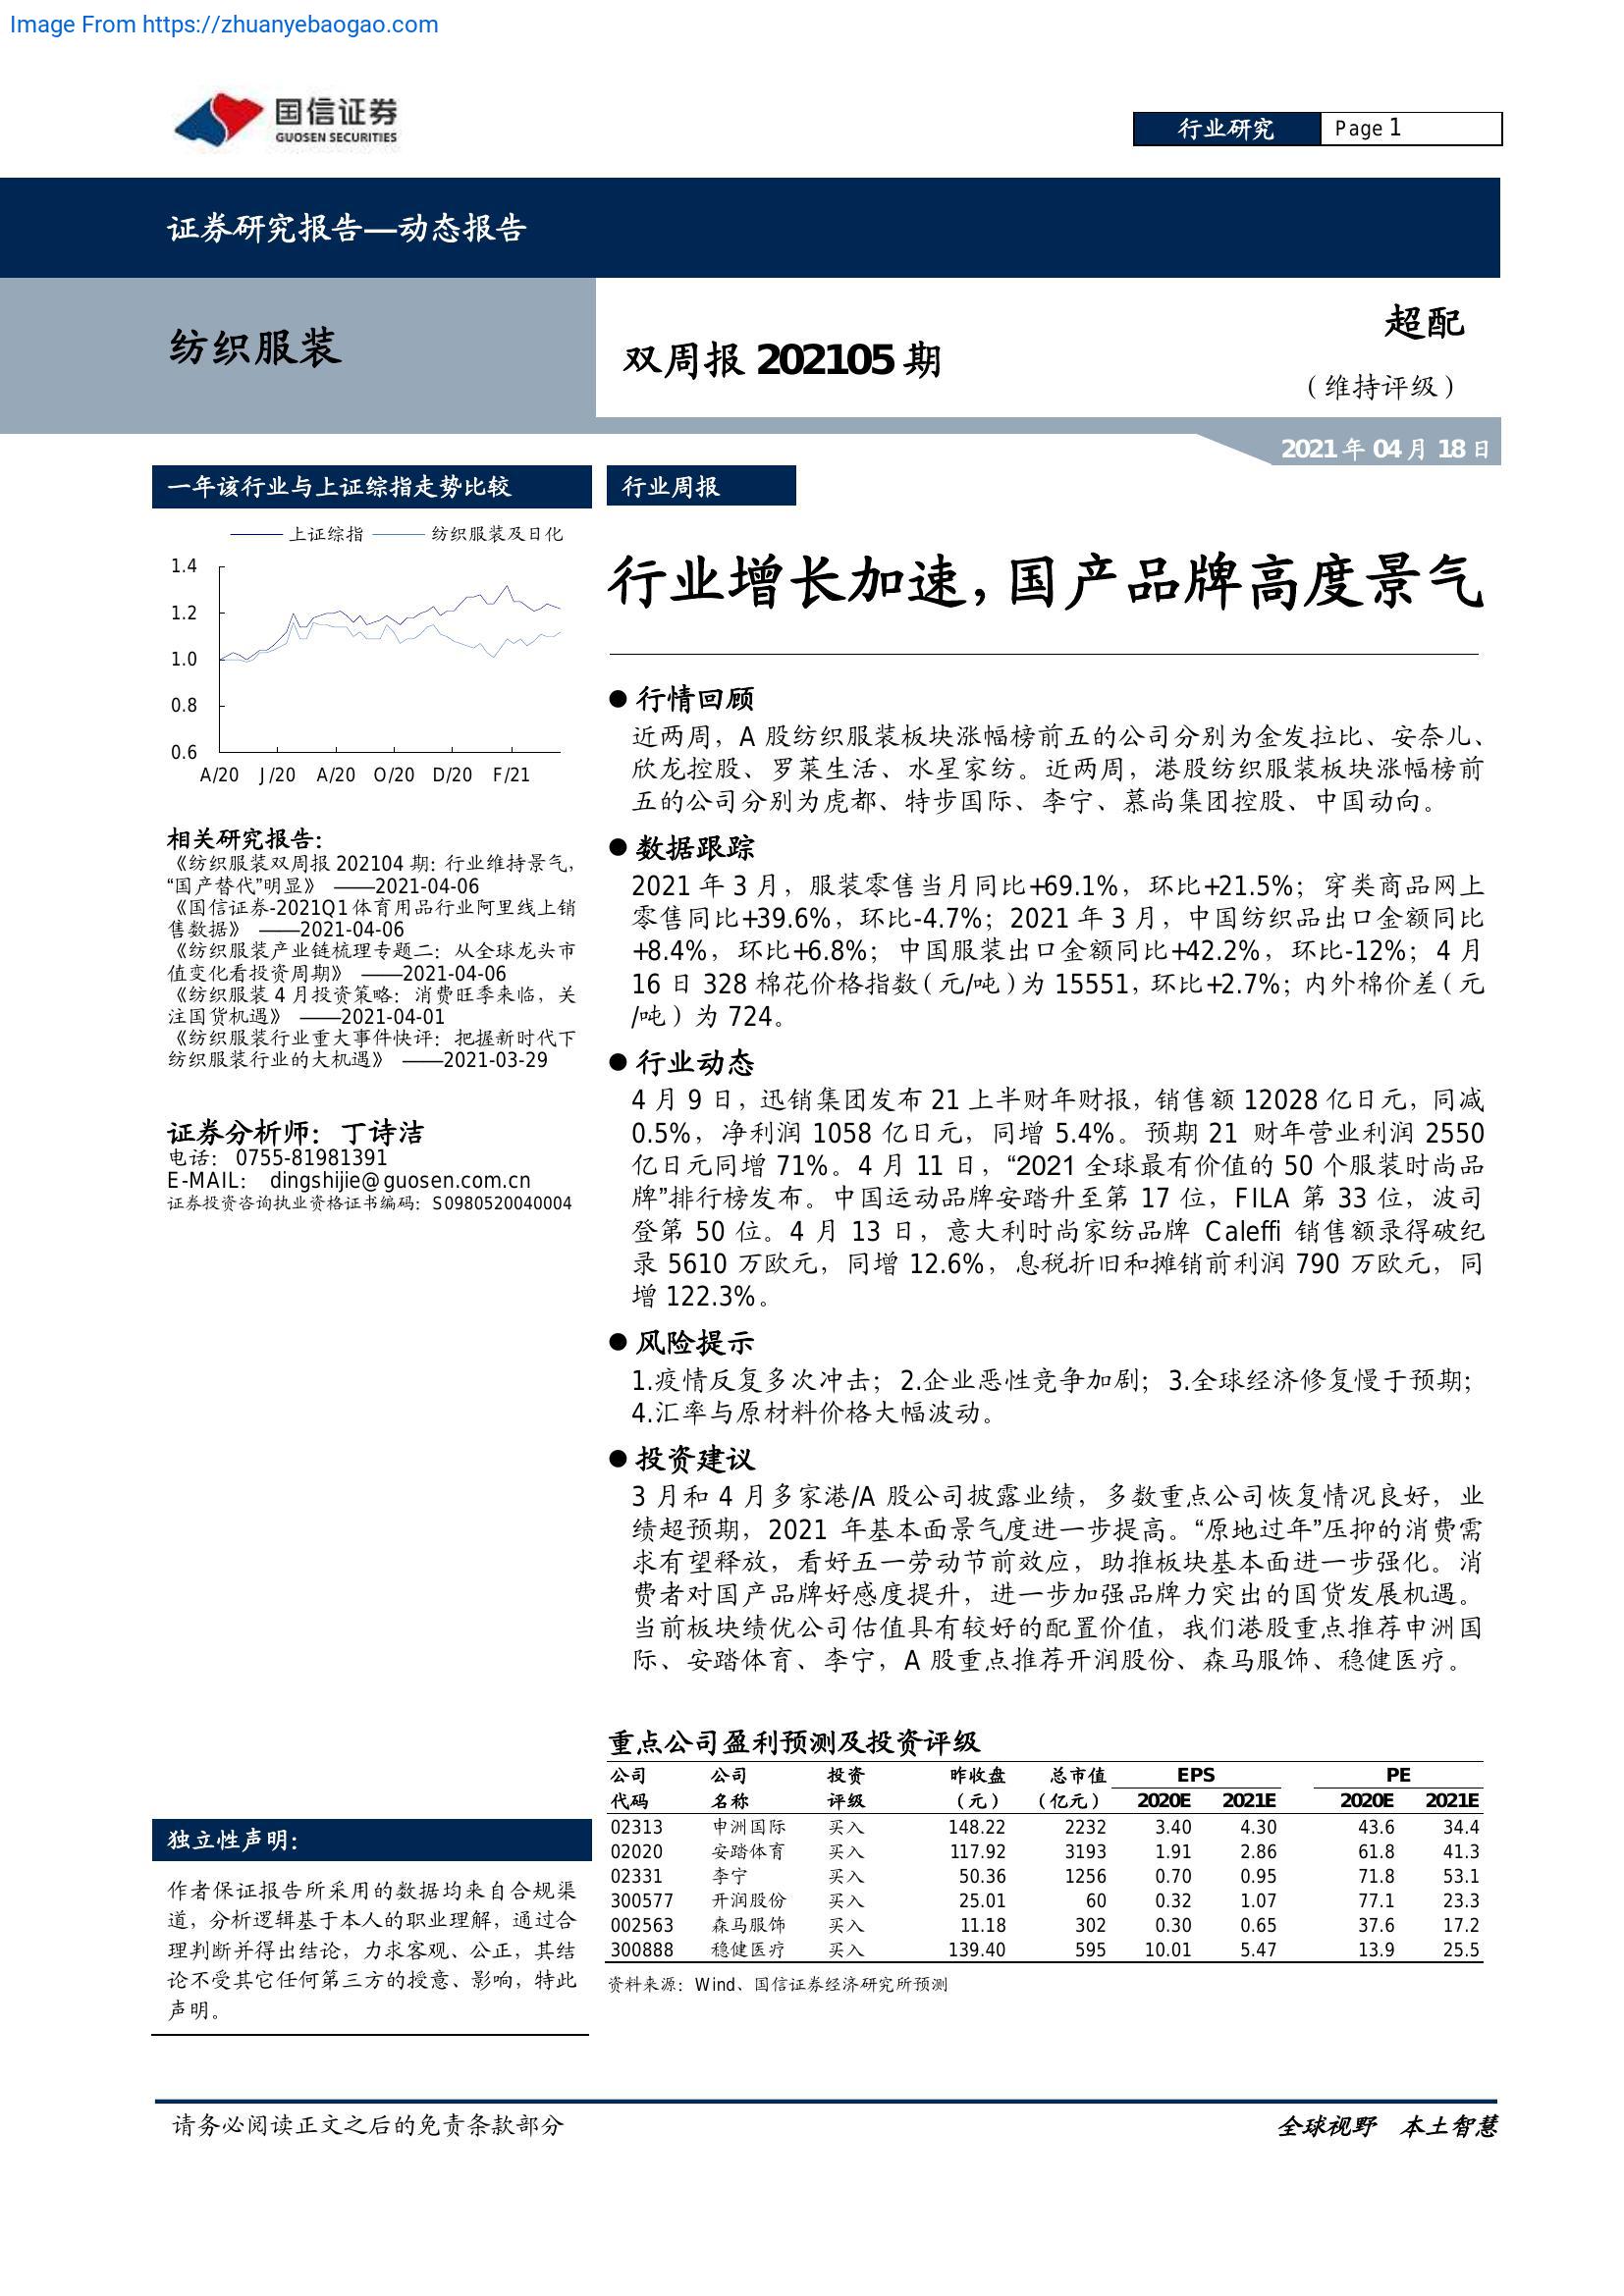 Image From https://zhuanyebaogao.com
国信证券
GUOSEN SECURITIES
行业研究
Page 1
证券研究报告—动态报告
纺织服装
双周报 202105 期
超配
（维持评级）
2021 年 04 月 18 日
一年该行业与上证综指走势比较
上证综指 纺织服装及日化
1.4
1.2
1.0
0.8
0.6
A/20 J/20 A/20 O/20 D/20 F/21
相关研究报告：
《纺织服装双周报 202104 期：行业维持景气，
“国产替代”明显》 ——2021-04-06
《国信证券-2021Q1 体育用品行业阿里线上销
售数据》 ——2021-04-06
《纺织服装产业链梳理专题二：从全球龙头市
值变化看投资周期》 ——2021-04-06
《纺织服装 4 月投资策略：消费旺季来临，关
注国货机遇》 ——2021-04-01
《纺织服装行业重大事件快评：把握新时代下
纺织服装行业的大机遇》 ——2021-03-29
证券分析师：丁诗洁
电话： 0755-81981391
E-MAIL： dingshijie@guosen.com.cn
证券投资咨询执业资格证书编码：S0980520040004
独立性声明：
作者保证报告所采用的数据均来自合规渠
道，分析逻辑基于本人的职业理解，通过合
理判断并得出结论，力求客观、公正，其结
论不受其它任何第三方的授意、影响，特此
声明。
行业周报
行业增长加速，国产品牌高度景气
● 行情回顾
近两周，A 股纺织服装板块涨幅榜前五的公司分别为金发拉比、安奈儿、
欣龙控股、罗莱生活、水星家纺。近两周，港股纺织服装板块涨幅榜前
五的公司分别为虎都、特步国际、李宁、慕尚集团控股、中国动向。
● 数据跟踪
2021 年 3 月，服装零售当月同比+69.1%，环比+21.5%；穿类商品网上
零售同比+39.6%，环比-4.7%；2021 年 3 月，中国纺织品出口金额同比
+8.4%，环比+6.8%；中国服装出口金额同比+42.2%，环比-12%；4 月
16 日 328 棉花价格指数（元/吨）为 15551，环比+2.7%；内外棉价差（元
/吨）为 724。
● 行业动态
4 月 9 日，迅销集团发布 21 上半财年财报，销售额 12028 亿日元，同减
0.5%，净利润 1058 亿日元，同增 5.4%。预期 21 财年营业利润 2550
亿日元同增 71%。4 月 11 日，“2021 全球最有价值的 50 个服装时尚品
牌”排行榜发布。中国运动品牌安踏升至第 17 位，FILA 第 33 位，波司
登第 50 位。4 月 13 日，意大利时尚家纺品牌 Caleffi 销售额录得破纪
录 5610 万欧元，同增 12.6%，息税折旧和摊销前利润 790 万欧元，同
增 122.3%。
● 风险提示
1.疫情反复多次冲击；2.企业恶性竞争加剧；3.全球经济修复慢于预期；
4.汇率与原材料价格大幅波动。
● 投资建议
3 月和 4 月多家港/A 股公司披露业绩，多数重点公司恢复情况良好，业
绩超预期，2021 年基本面景气度进一步提高。“原地过年”压抑的消费需
求有望释放，看好五一劳动节前效应，助推板块基本面进一步强化。消
费者对国产品牌好感度提升，进一步加强品牌力突出的国货发展机遇。
当前板块绩优公司估值具有较好的配置价值，我们港股重点推荐申洲国
际、安踏体育、李宁，A 股重点推荐开润股份、森马服饰、稳健医疗。
重点公司盈利预测及投资评级
公司 公司 投资 昨收盘 总市值 EPS PE
代码 名称 评级 （元） （亿元） 2020E 2021E 2020E 2021E
02313 申洲国际 买入 148.22 2232 3.40 4.30 43.6 34.4
02020 安踏体育 买入 117.92 3193 1.91 2.86 61.8 41.3
02331 李宁 买入 50.36 1256 0.70 0.95 71.8 53.1
300577 开润股份 买入 25.01 60 0.32 1.07 77.1 23.3
002563 森马服饰 买入 11.18 302 0.30 0.65 37.6 17.2
300888 稳健医疗 买入 139.40 595 10.01 5.47 13.9 25.5
资料来源：Wind、国信证券经济研究所预测
请务必阅读正文之后的免责条款部分
全球视野 本土智慧